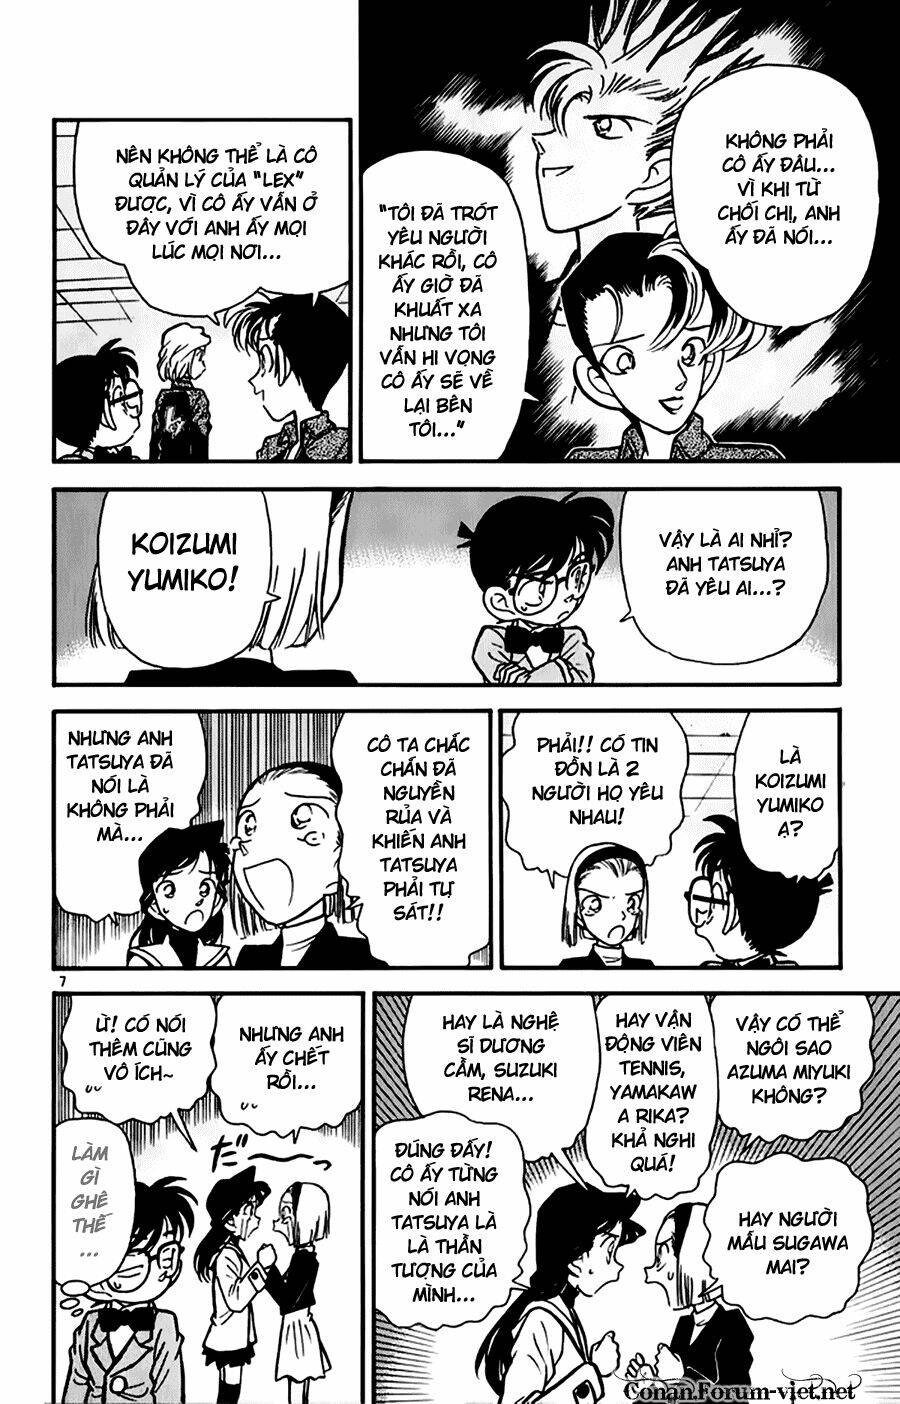 KHÔNG PHẢI
CÔ ẤY ĐÂU...
VÌ KHI TỪ
CHỐI CHỊ, ANH
ẤY ĐÃ NÓI...
"TÔI ĐÃ TRÓT
YÊU NGƯỜI
KHÁC RỒI, CÔ
ẤY GIỜ ĐÃ
KHUẤT XA
NHƯNG TÔI
VẪN HI VỌNG
CÔ ẤY SẼ VỀ
LẠI BÊN
TÔI..."
NÊN KHÔNG THỂ LÀ CÔ
QUẢN LÝ CỦA "LEX"
ĐƯỢC, VÌ CÔ ẤY VẪN Ở
ĐÂY VỚI ANH ẤY MỌI
LÚC MỌI NƠI...
VẬY LÀ AI NHỈ?
ANH TATSUYA
ĐÃ YÊU AI...?
KOIZUMI
YUMIKO!
LÀ
KOIZUMI
YUMIKO
Ạ?
PHẢI!! CÓ TIN
ĐỒN LÀ 2
NGƯỜI HỌ YÊU
NHAU!
CÔ TA CHẮC
CHẮN ĐÃ
NGUYỀN
RỦA VÀ
KHIẾN ANH
TATSUYA
PHẢI TỰ
SÁT!!
NHƯNG ANH
TATSUYA ĐÃ
NÓI LÀ
KHÔNG PHẢI
MÀ...
7
VẬY CÓ THỂ
NGÔI SAO
AZUMA MIYUKI
KHÔNG?
HAY VẬN
ĐỘNG VIÊN
TENNIS,
YAMAKAW
A RIKA?
KHẢ NGHI
QUÁ!
HAY LÀ NGHỆ
SĨ DƯƠNG
CẦM, SUZUKI
RENA...
HAY NGƯỜI
MẪU SUGAWA
MAI?
ĐÚNG ĐẤY!
CÔ ẤY TỪNG
NÓI ANH
TATSUYA LÀ
LÀ THẦN
TƯỢNG CỦA
MÌNH...
NHƯNG ANH
ẤY CHẾT
RỒI...
Ừ! CÓ NÓI
THÊM CŨNG
VÔ ÍCH~
だーっ
LÀM
GÌ
GHÊ
THẾ
...
Conan.Forum-viet.net